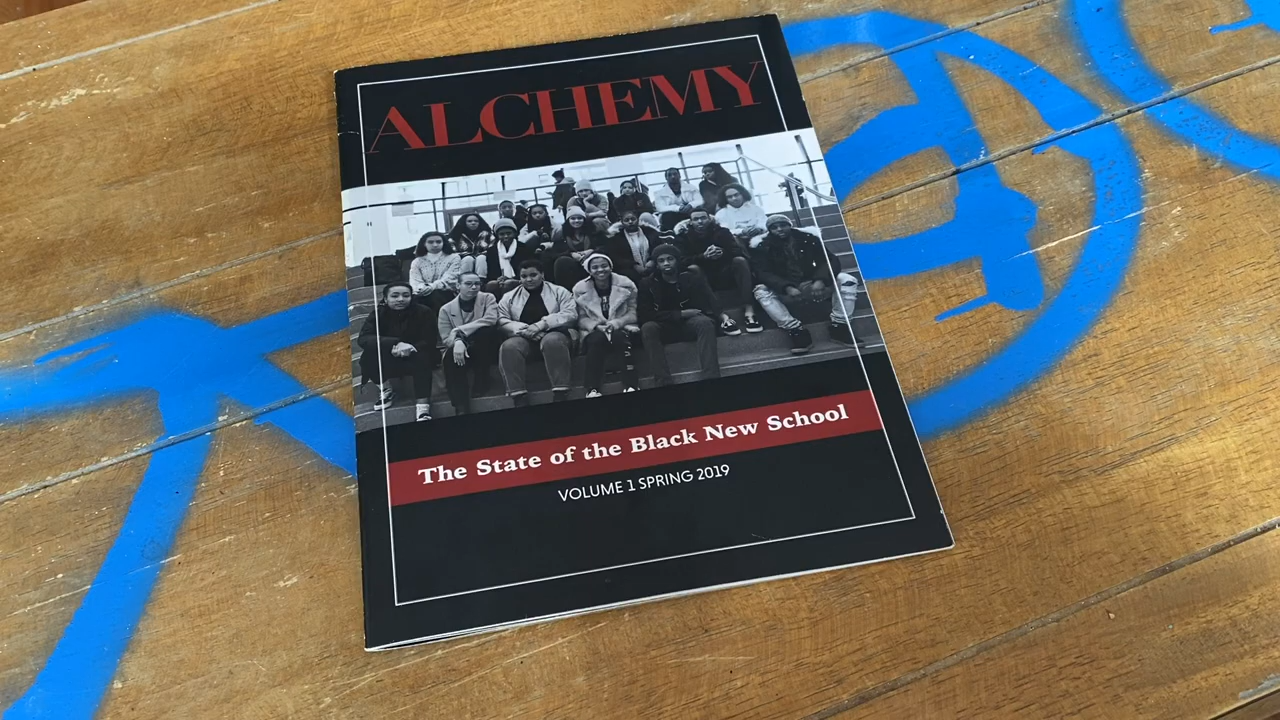 ALCHEMY
The State of the Black New School
VOLUME 1 SPRING 2019